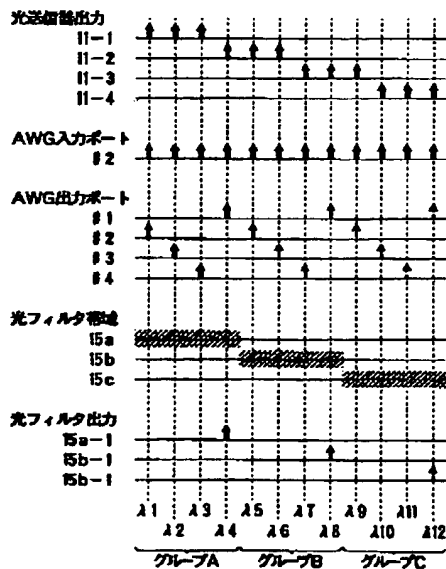 光送信器出力
11-1
11-2
11-3
11-4
AWG入力ポート
#2
AWG出力ポート
#1
#2
#3
#4
光フィルタ帯域
15a
15b
15c
光フィルタ出力
15a-1
15b-1
15b-1
λ1 λ3 λ5 λ7 λ9 λ11
λ2 λ4 λ6 λ8 λ10 λ12
グループA グループB グループC